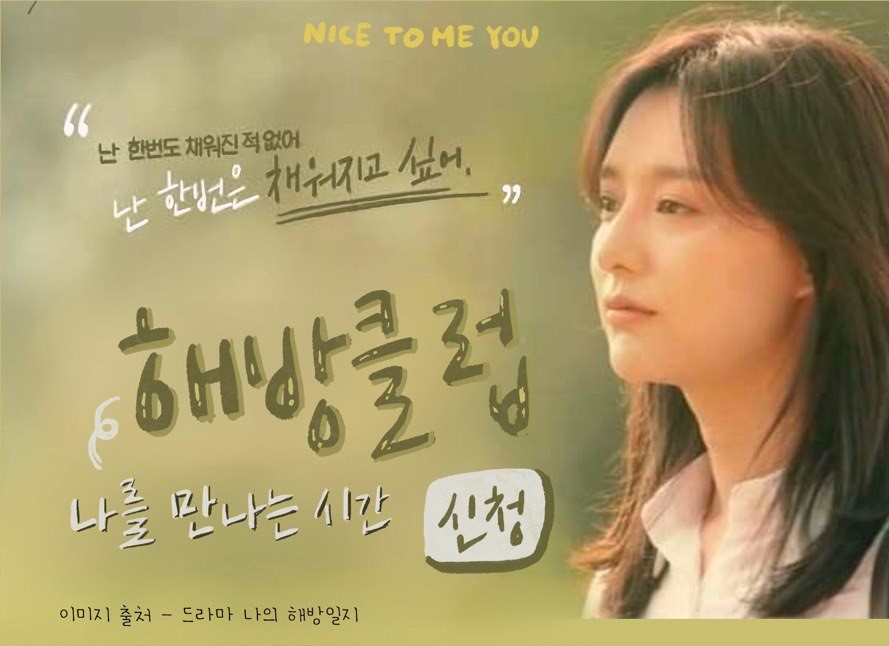 NICE TO ME YOU
“ 난 한번도 채워진 적 없어
난 한번은 채워지고 싶어. ”
해방클럽
나를 만나는 시간
신청
이미지 출처 - 드라마 나의 해방일지